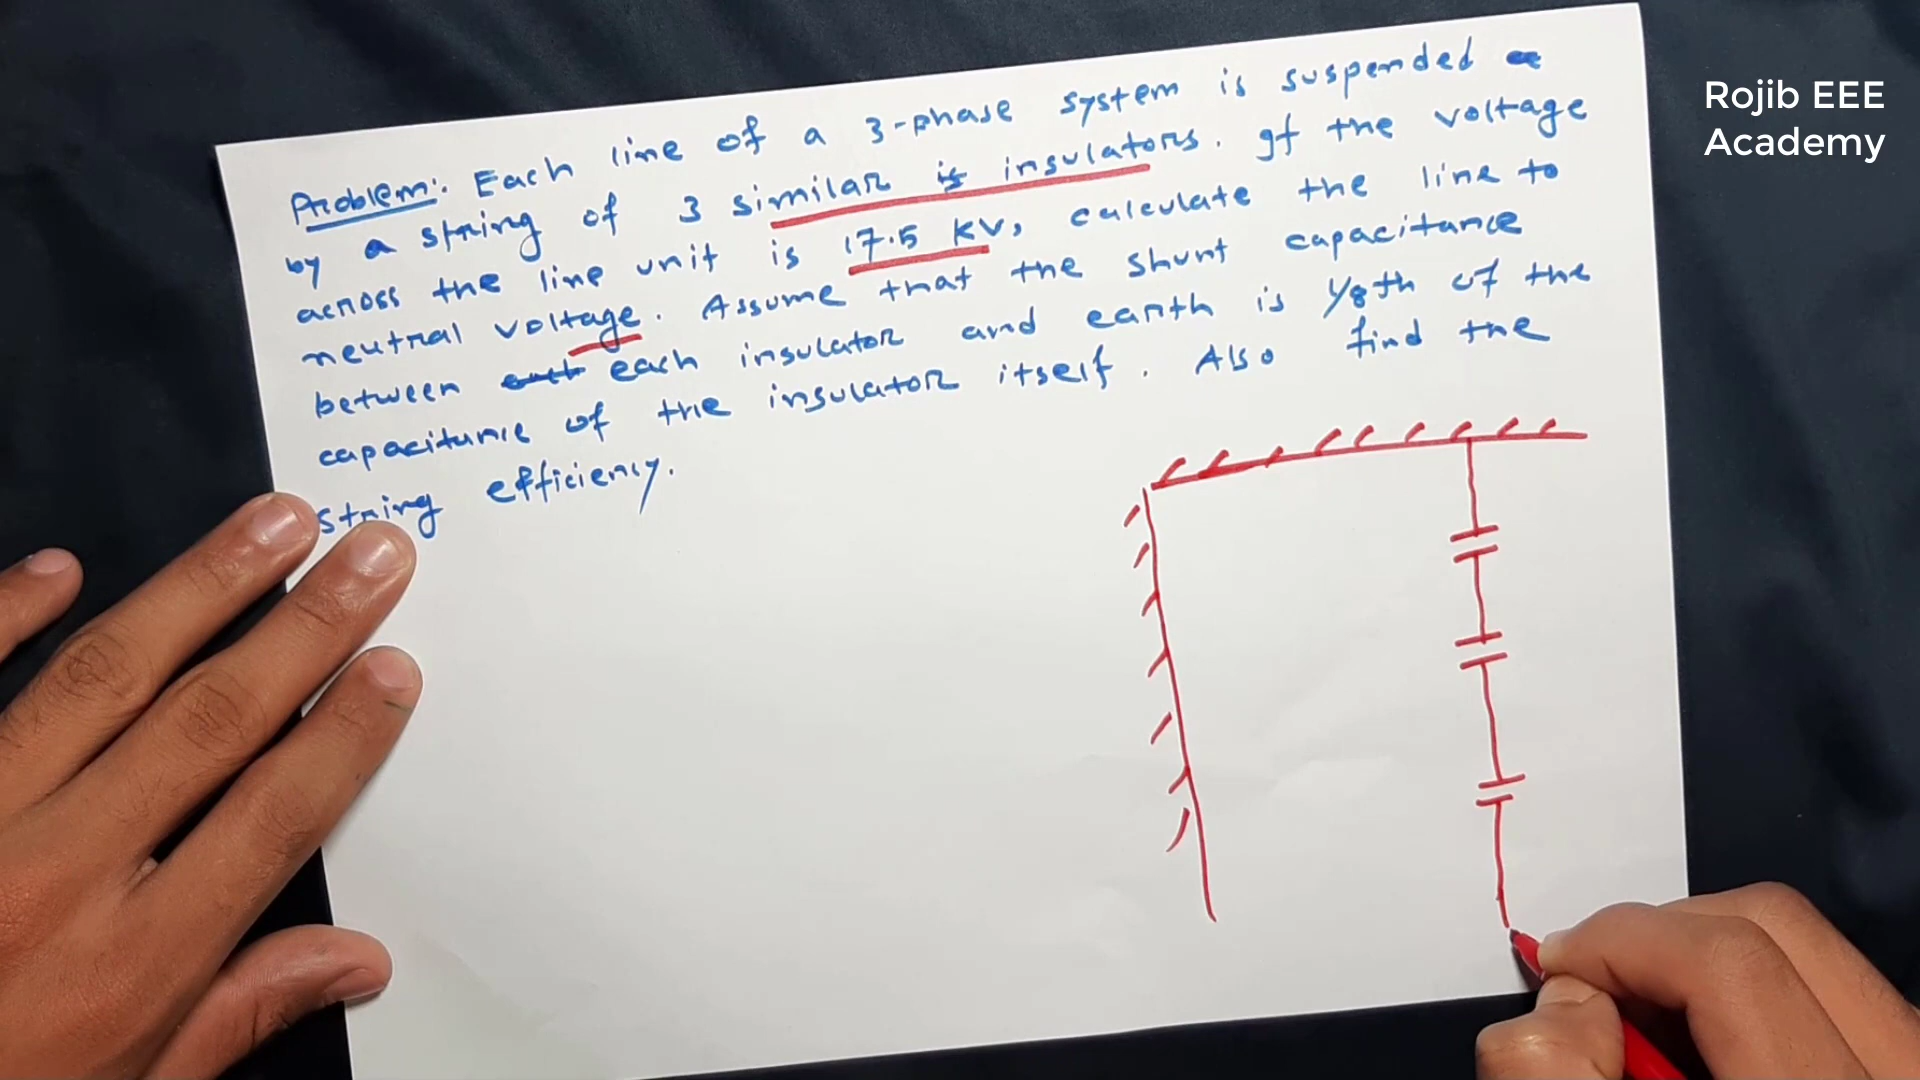 Problem: Each line of a 3-phase system is suspended
by a string of 3 similar is insulators. If the voltage
across the line unit is 17.5 KV, calculate the line to
neutral voltage. Assume that the shunt capacitance
between each insulator and earth is 1/8th of the
capacitance of the insulator itself. Also find the
string efficiency.
Rojib EEE
Academy